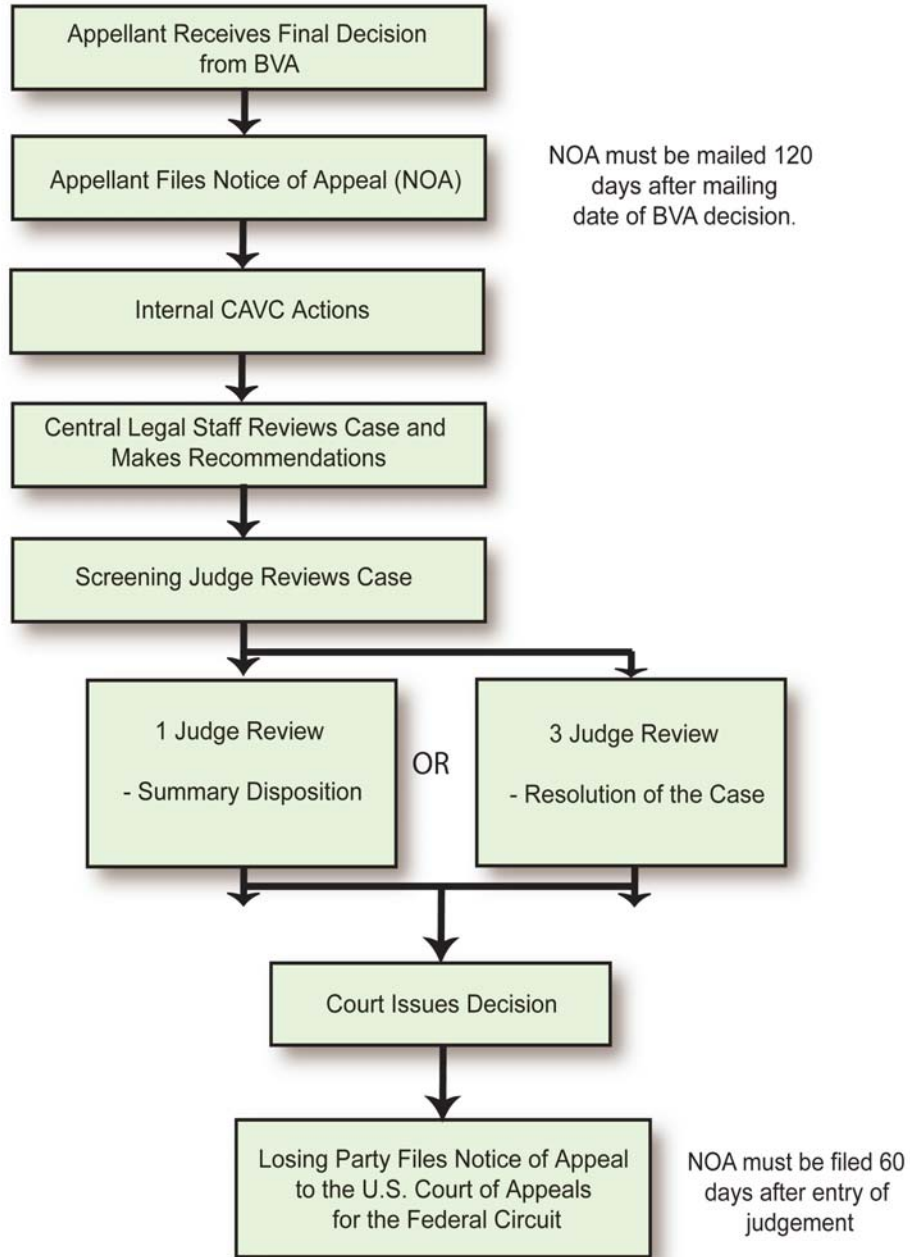 Appellant Receives Final Decision
from BVA
Appellant Files Notice of Appeal (NOA)
NOA must be mailed 120
days after mailing
date of BVA decision.
Internal CAVC Actions
Central Legal Staff Reviews Case and
Makes Recommendations
Screening Judge Reviews Case
1 Judge Review
- Summary Disposition
OR
3 Judge Review
- Resolution of the Case
Court Issues Decision
Losing Party Files Notice of Appeal
to the U.S. Court of Appeals
for the Federal Circuit
NOA must be filed 60
days after entry of
judgement